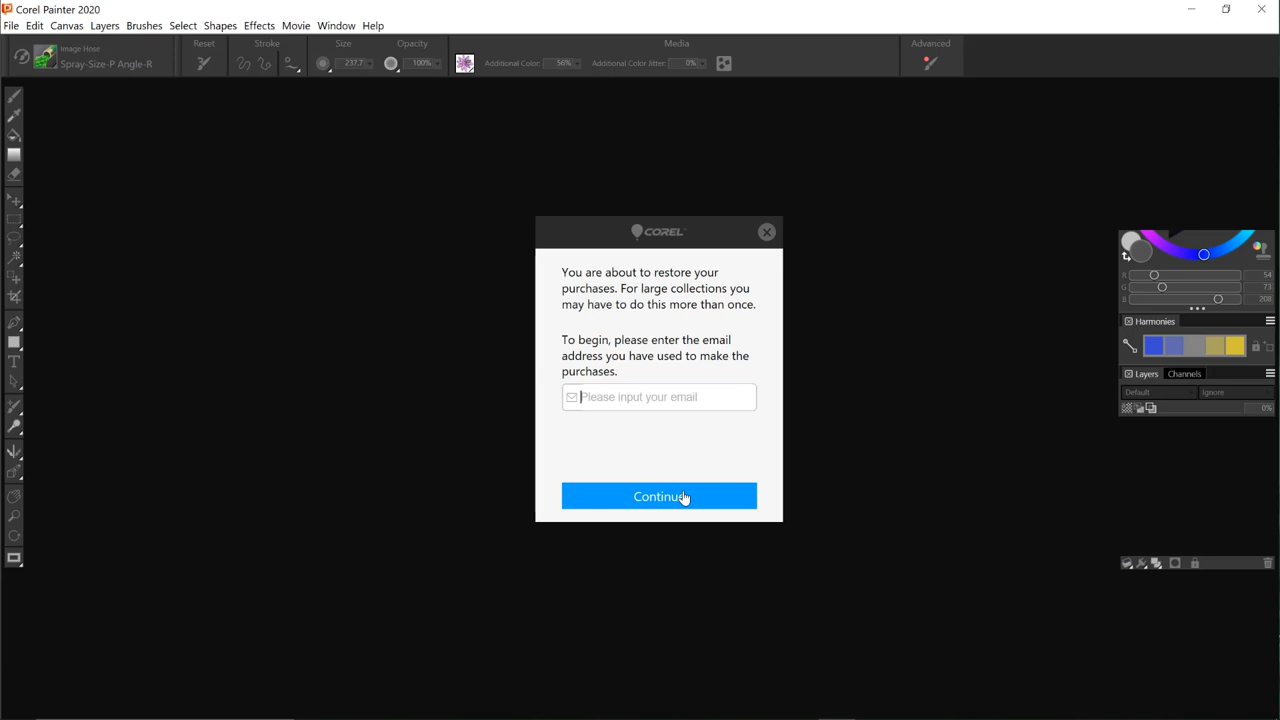 Corel Painter 2020
File Edit Canvas Layers Brushes Select Shapes Effects Movie Window Help
Image Hose
Spray-Size-P Angle-R
Reset
Stroke
Size
237.7
Opacity
100%
Media
Additional Color: 56%
Additional Color Jitter: 0%
Advanced
COREL
You are about to restore your
purchases. For large collections you
may have to do this more than once.
To begin, please enter the email
address you have used to make the
purchases.
Please input your email
Continue
R 54
G 73
B 208
Harmonies
Layers Channels
Default Ignore
0%